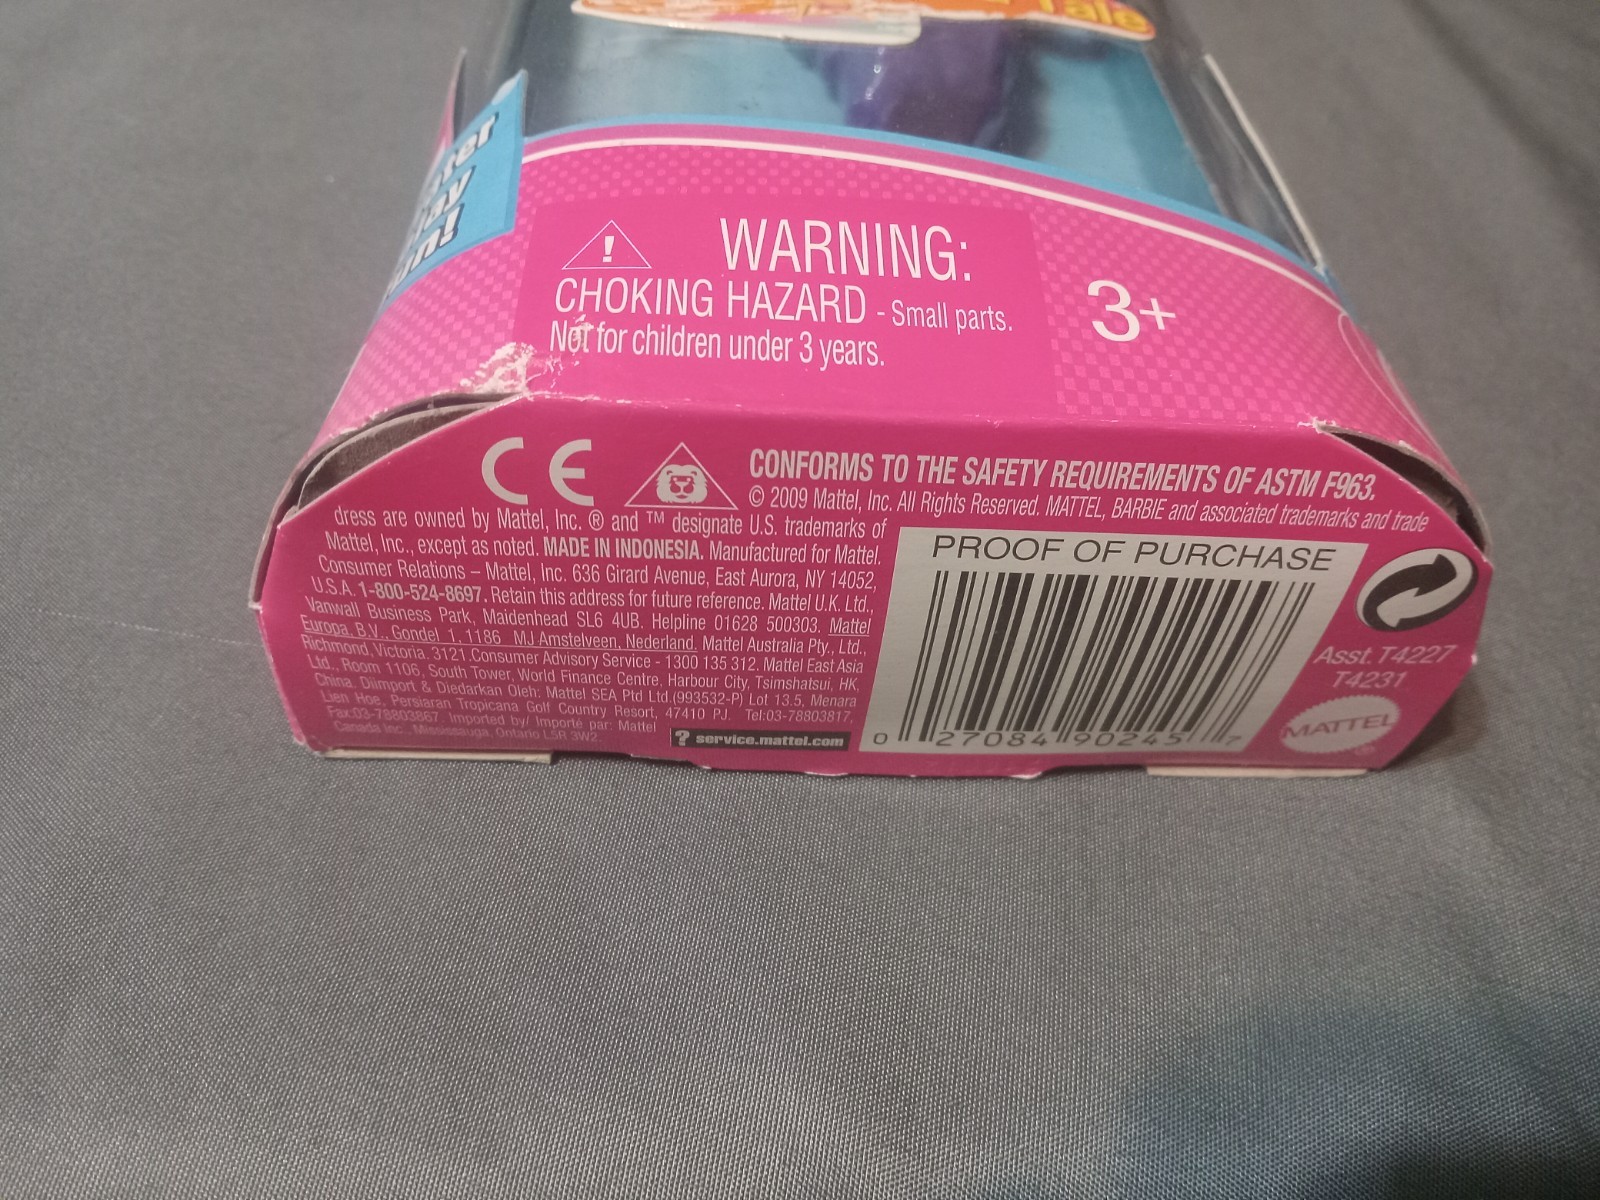 Tale
ter
lay
WARNING:
CHOKING HAZARD - Small parts.
Not for children under 3 years.
3+
CE
CONFORMS TO THE SAFETY REQUIREMENTS OF ASTM F963.
© 2009 Mattel, Inc. All Rights Reserved. MATTEL, BARBIE and associated trademarks and trade
dress are owned by Mattel, Inc. ® and ™ designate U.S. trademarks of
Mattel, Inc., except as noted. MADE IN INDONESIA. Manufactured for Mattel.
Consumer Relations – Mattel, Inc. 636 Girard Avenue, East Aurora, NY 14052,
U.S.A. 1-800-524-8697. Retain this address for future reference. Mattel U.K. Ltd.,
Vanwall Business Park, Maidenhead SL6 4UB. Helpline 01628 500303. Mattel
Europa, B.V., Gondel 1, 1186 MJ Amstelveen, Nederland. Mattel Australia Pty., Ltd.,
Richmond, Victoria. 3121.Consumer Advisory Service - 1300 135 312. Mattel East Asia
Ltd., Room 1106, South Tower, World Finance Centre, Harbour City, Tsimshatsui, HK,
China. Diimport & Diedarkan Oleh: Mattel SEA Ptd Ltd.(993532-P) Lot 13.5, Menara
Lien Hoe, Persiaran Tropicana Golf Country Resort, 47410 PJ. Tel:03-78803817,
Fax:03-78803867. Imported by/ Importé par: Mattel
Canada Inc., Mississauga, Ontario L5R 3W2.
? service.mattel.com
PROOF OF PURCHASE
0 27084 90245 7
Asst. T4227
T4231
MATTEL ®